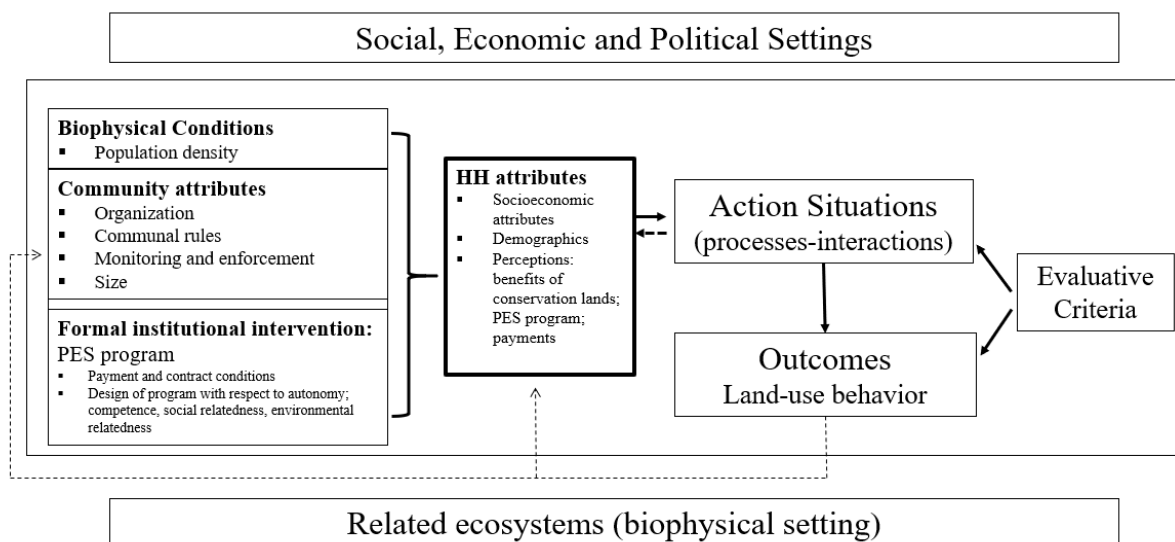 Social, Economic and Political Settings
Biophysical Conditions
▪ Population density
Community attributes
▪ Organization
▪ Communal rules
▪ Monitoring and enforcement
▪ Size
Formal institutional intervention:
PES program
▪ Payment and contract conditions
▪ Design of program with respect to autonomy;
competence, social relatedness, environmental
relatedness
HH attributes
▪ Socioeconomic
attributes
▪ Demographics
▪ Perceptions:
benefits of
conservation lands;
PES program;
payments
Action Situations
(processes-interactions)
Outcomes
Land-use behavior
Evaluative
Criteria
Related ecosystems (biophysical setting)